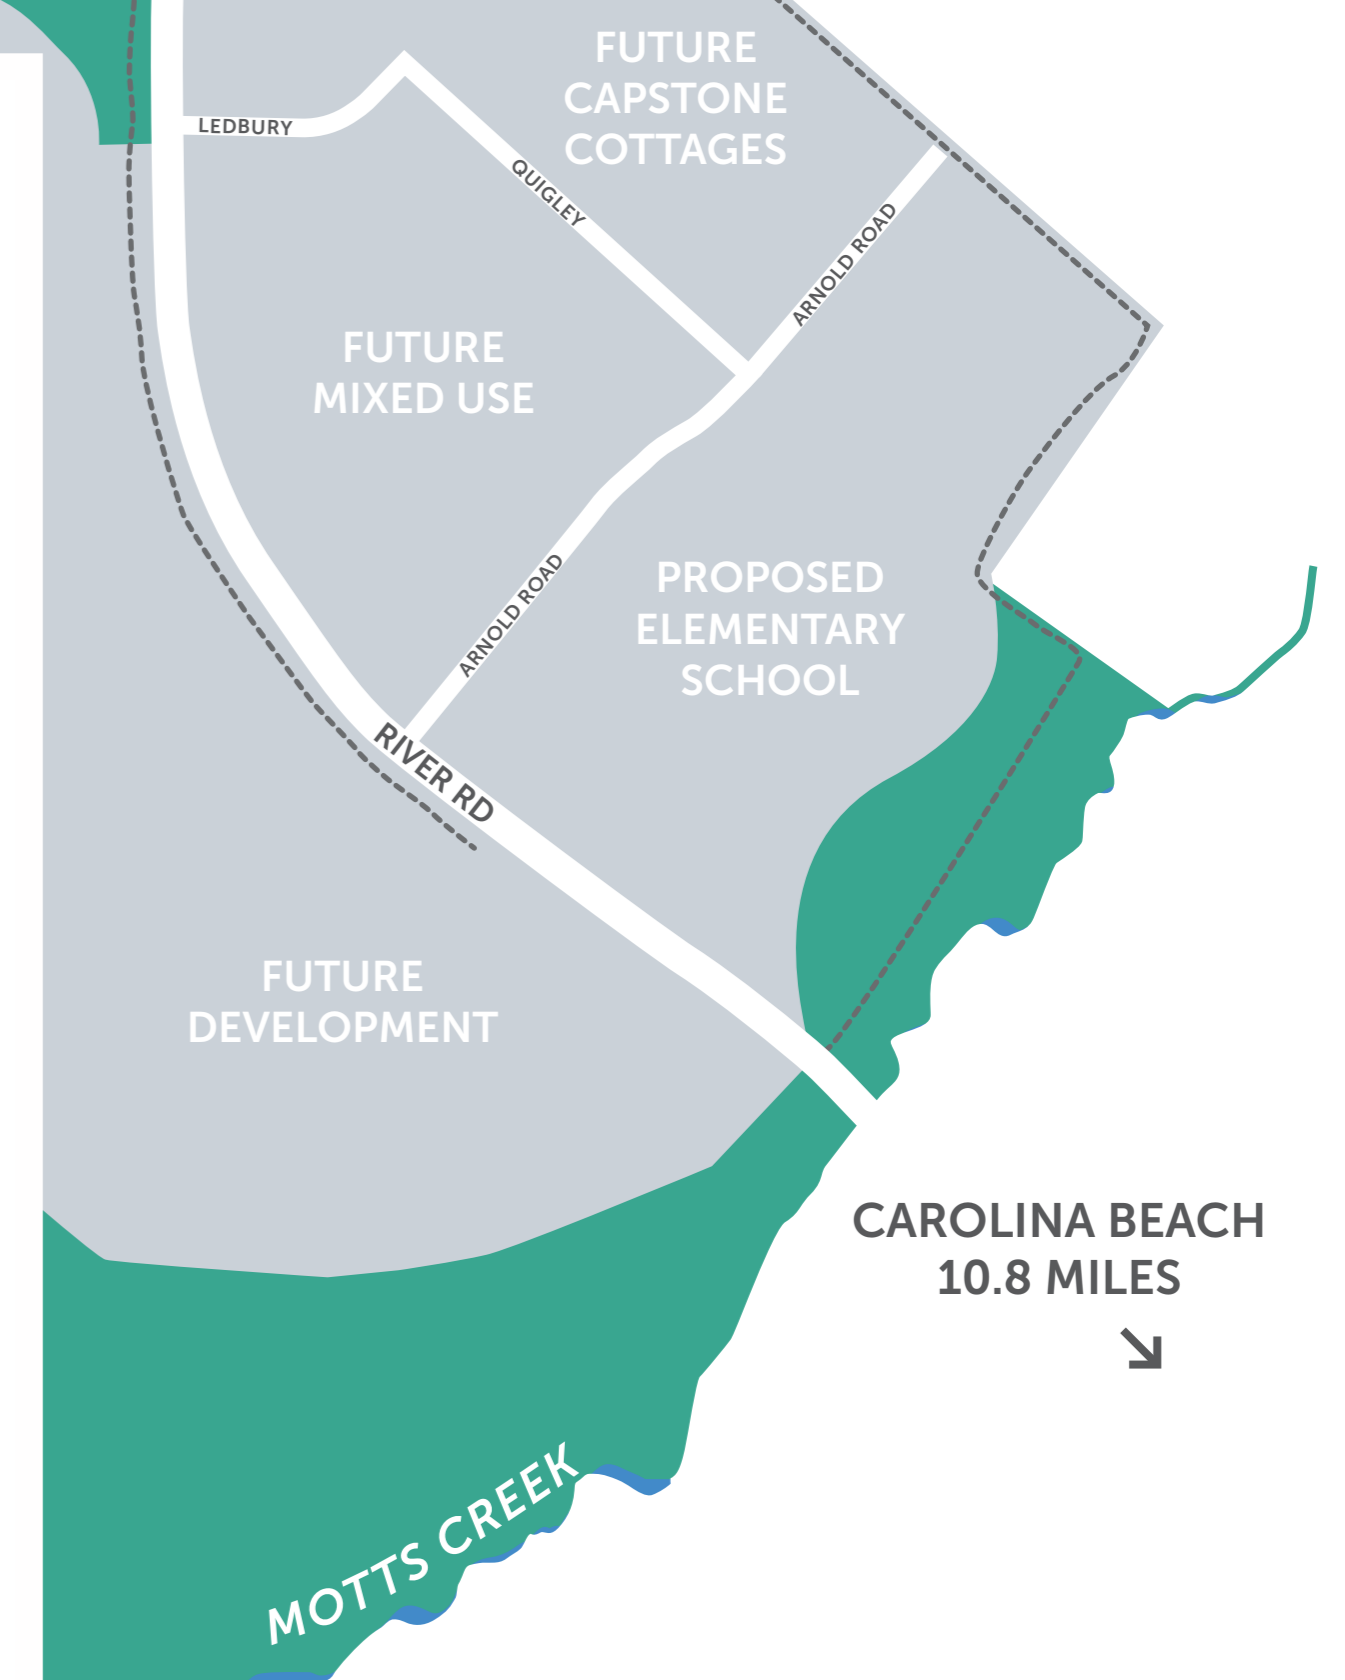 FUTURE
CAPSTONE
COTTAGES
LEDBURY
QUIGLEY
ARNOLD ROAD
FUTURE
MIXED USE
ARNOLD ROAD
PROPOSED
ELEMENTARY
SCHOOL
RIVER RD
FUTURE
DEVELOPMENT
CAROLINA BEACH
10.8 MILES
MOTTS CREEK